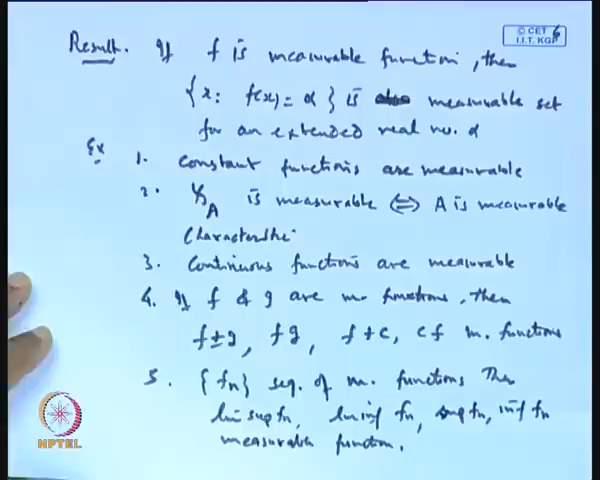 © CET
I.I.T. KGP
Result. If f is measurable function, then
{x: f(x) = α} is measurable set
for an extended real no. α
Ex 1. Constant functions are measurable
2. χ_A is measurable ⇔ A is measurable
Characteristic
3. Continuous functions are measurable
4. If f & g are m. functions, then
f±g, fg, f+c, cf m. functions
5. {fn} seq. of m. functions Then
lim sup fn, lim inf fn, sup fn, inf fn
measurable function.
NPTEL